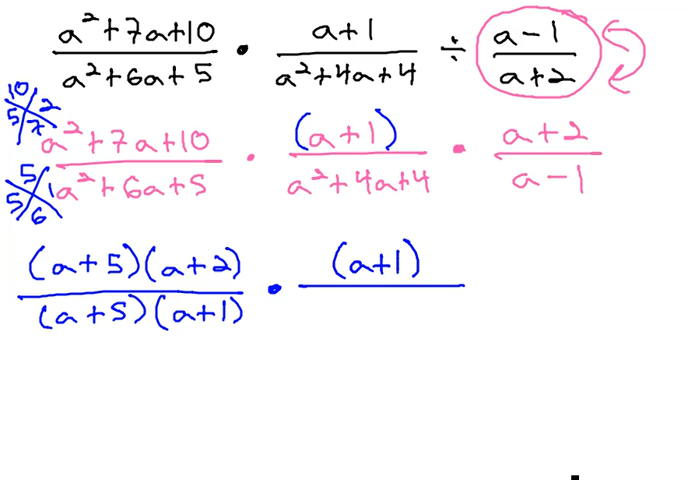 a² + 7a + 10 / a² + 6a + 5 • a + 1 / a² + 4a + 4 ÷ a - 1 / a + 2
10 5 2 7 a² + 7a + 10 / a² + 6a + 5 • (a + 1) / a² + 4a + 4 • a + 2 / a - 1
5 1 5 6
(a + 5)(a + 2) / (a + 5)(a + 1) • (a + 1)